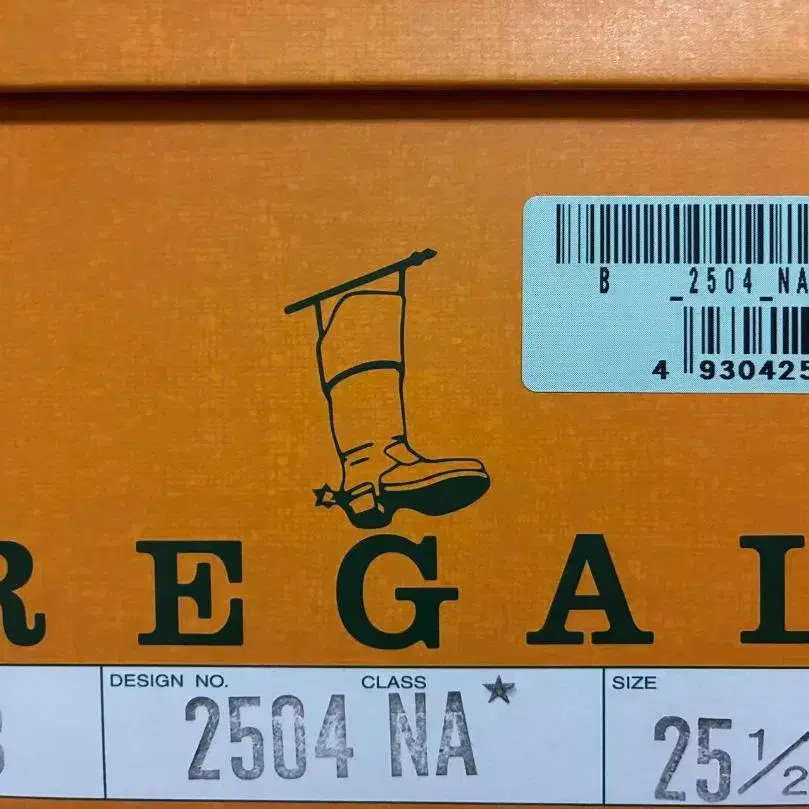 B _2504_NA
4 930425
REGAL
DESIGN NO. CLASS SIZE
2504 NA★ 25 1/2